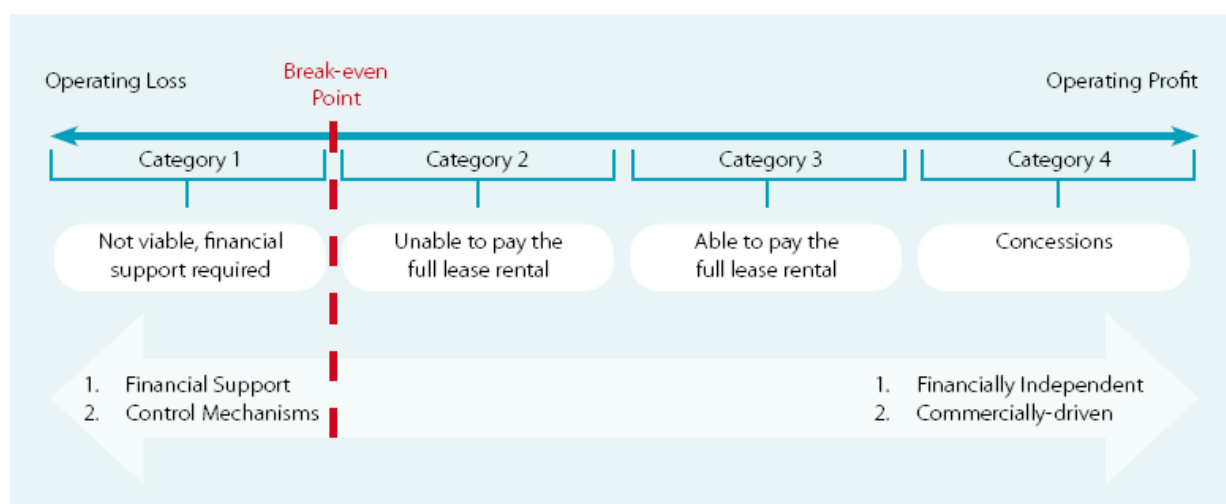 Operating Loss
Break-even
Point
Operating Profit
Category 1
Category 2
Category 3
Category 4
Not viable, financial
support required
Unable to pay the
full lease rental
Able to pay the
full lease rental
Concessions
1. Financial Support
2. Control Mechanisms
1. Financially Independent
2. Commercially-driven